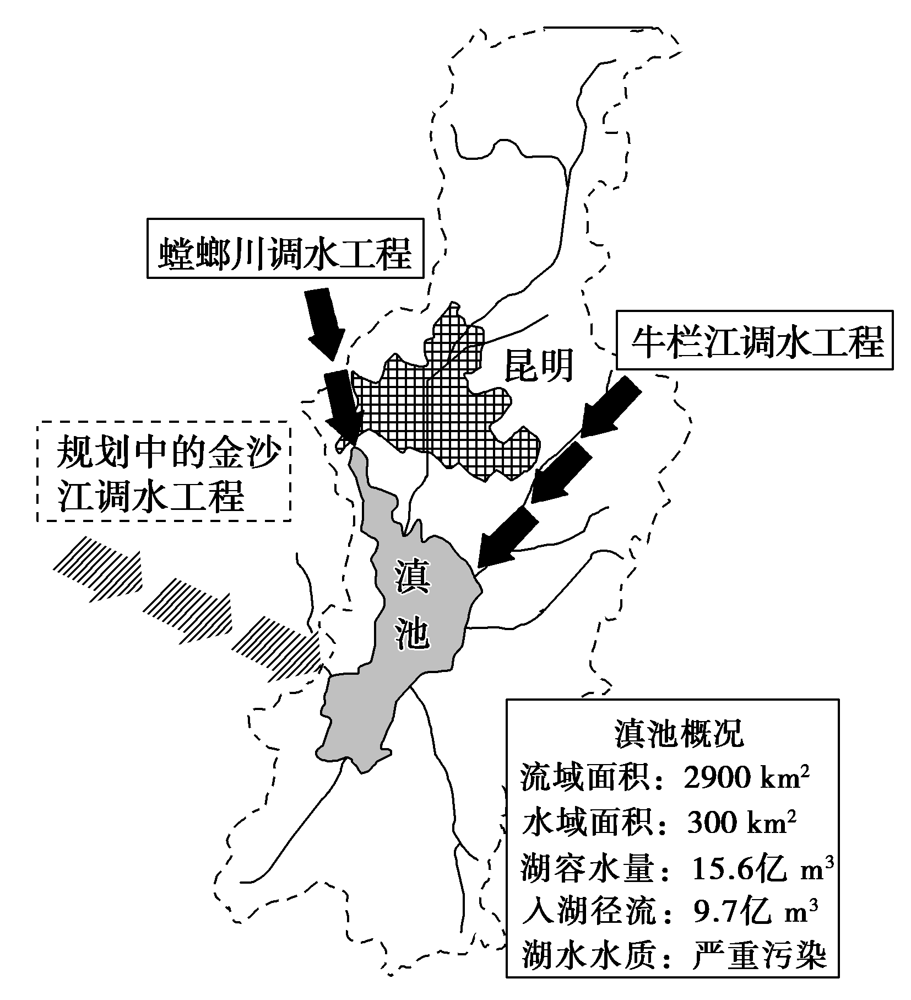 螳螂川调水工程
牛栏江调水工程
昆明
规划中的金沙
江调水工程
滇
池
滇池概况
流域面积：2900 km²
水域面积：300 km²
湖容水量：15.6亿 m³
入湖径流：9.7亿 m³
湖水水质：严重污染